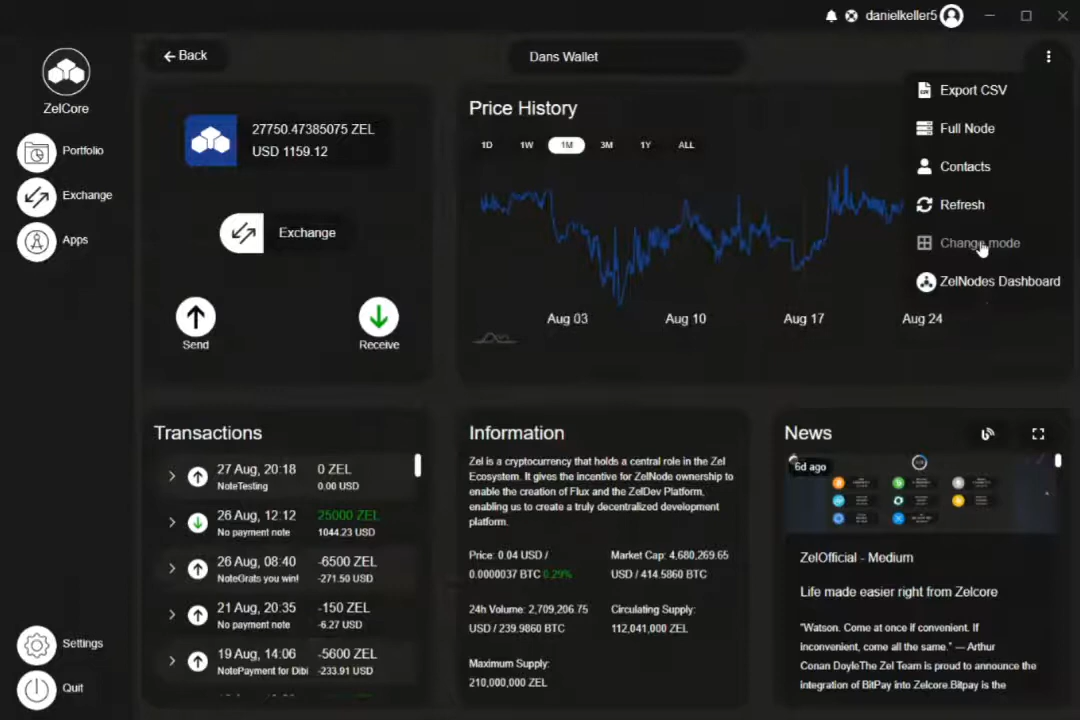 danielkeller5
Back
Dans Wallet
ZelCore
Portfolio
Exchange
Apps
Settings
Quit
27750.47385075 ZEL
USD 1159.12
Exchange
Send
Receive
Price History
1D 1W 1M 3M 1Y ALL
Aug 03 Aug 10 Aug 17 Aug 24
Export CSV
Full Node
Contacts
Refresh
Change mode
ZelNodes Dashboard
Transactions
27 Aug, 20:18 0 ZEL
NoteTesting 0.00 USD
26 Aug, 12:12 25000 ZEL
No payment note 1044.23 USD
26 Aug, 08:40 -6500 ZEL
NoteGrats you win! -271.50 USD
21 Aug, 20:35 -150 ZEL
No payment note -6.27 USD
19 Aug, 14:06 -5600 ZEL
NotePayment for Dibi -233.91 USD
Information
Zel is a cryptocurrency that holds a central role in the Zel
Ecosystem. It gives the incentive for ZelNode ownership to
enable the creation of Flux and the ZelDev Platform,
enabling us to create a truly decentralized development
platform.
Price: 0.04 USD / Market Cap: 4,680,269.65
0.0000037 BTC 0.29% USD / 414.5860 BTC
24h Volume: 2,709,206.75 Circulating Supply:
USD / 239.9860 BTC 112,041,000 ZEL
Maximum Supply:
210,000,000 ZEL
News
6d ago
ZelOfficial - Medium
Life made easier right from Zelcore
"Watson. Come at once if convenient. If
inconvenient, come all the same." — Arthur
Conan DoyleThe Zel Team is proud to announce the
integration of BitPay into Zelcore.Bitpay is the